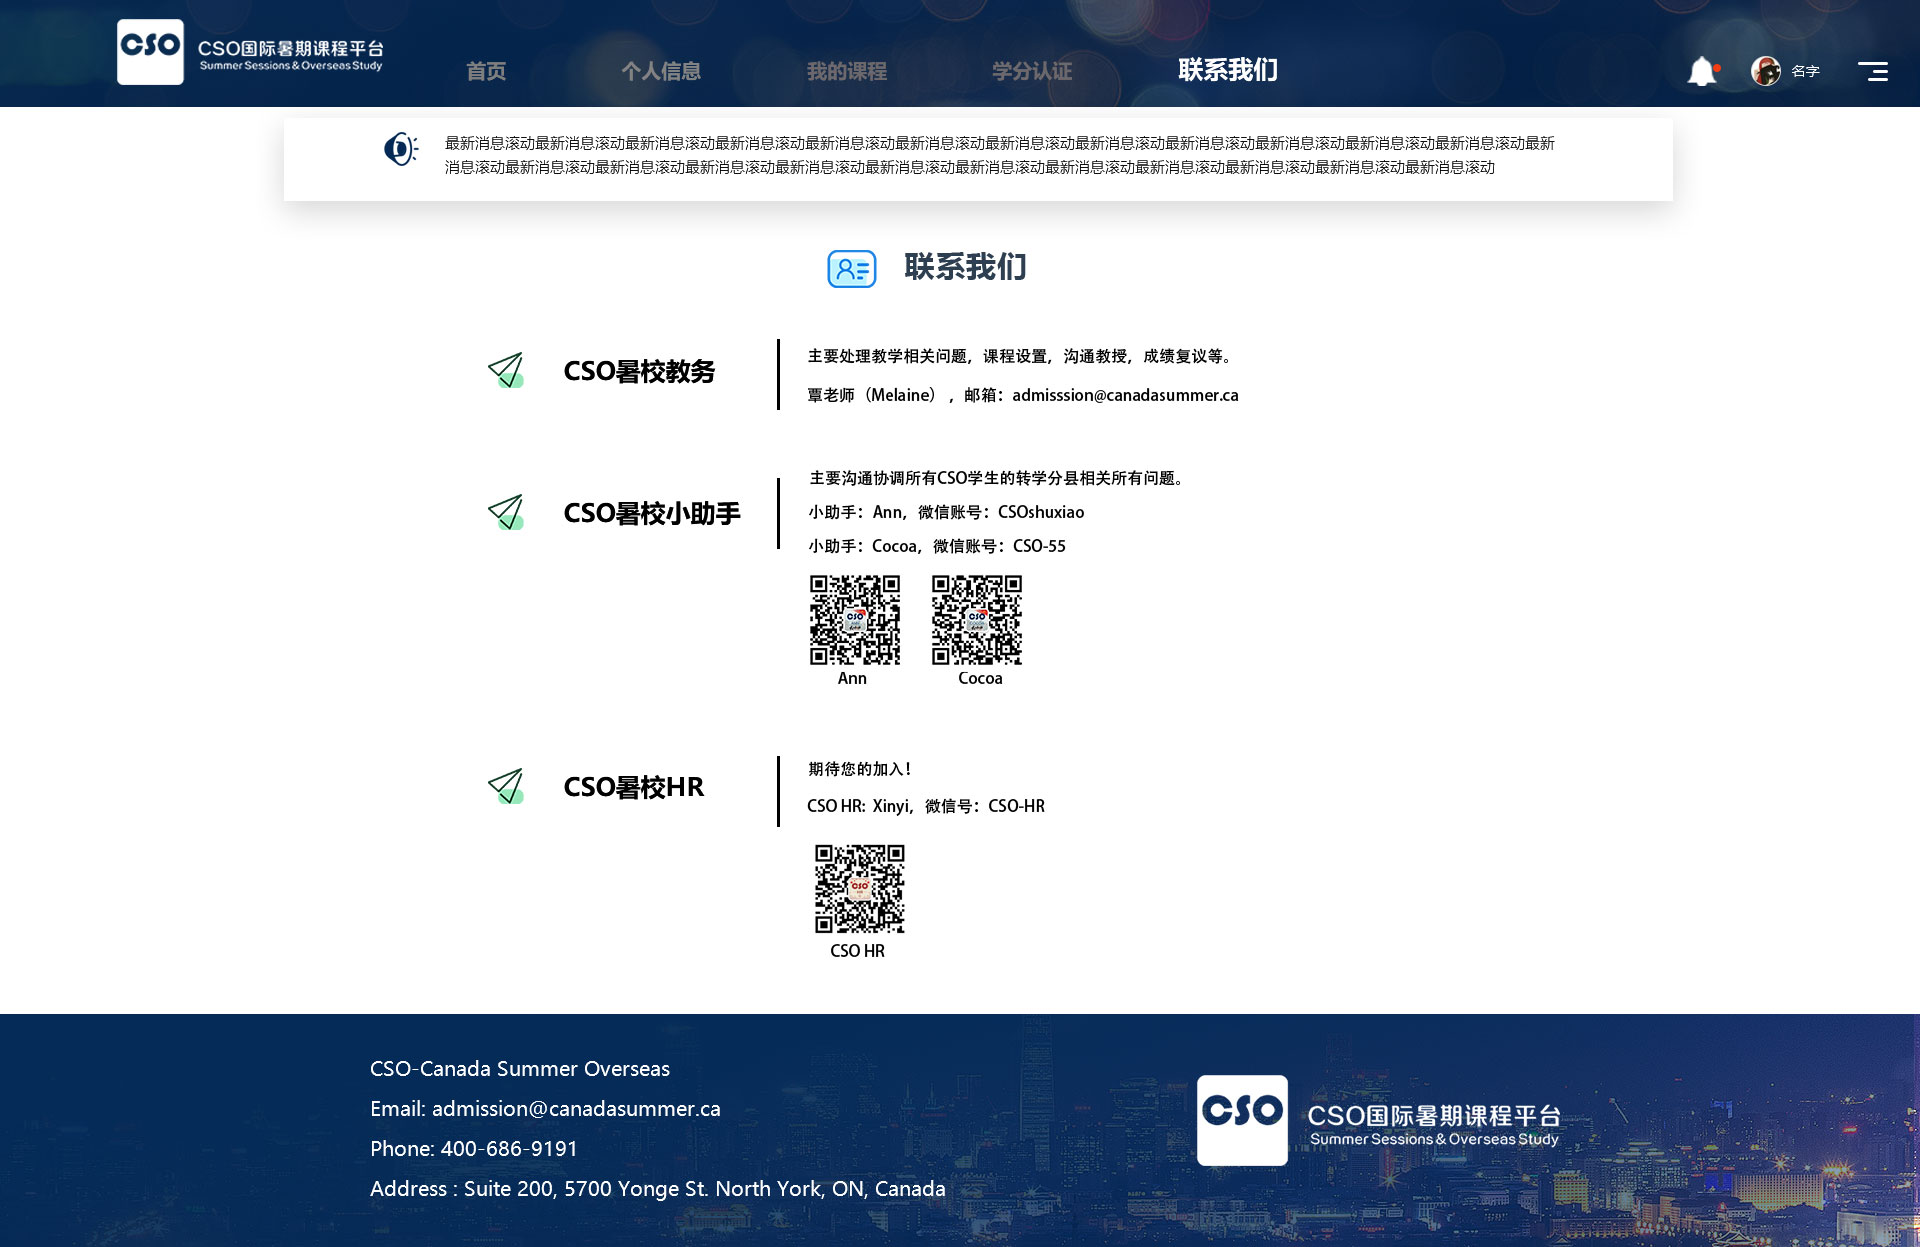 CSO
CSO国际暑期课程平台
Summer Sessions & Overseas Study
首页
个人信息
我的课程
学分认证
联系我们
名字
最新消息滚动最新消息滚动最新消息滚动最新消息滚动最新消息滚动最新消息滚动最新消息滚动最新消息滚动最新消息滚动最新消息滚动最新消息滚动最新消息滚动最新
消息滚动最新消息滚动最新消息滚动最新消息滚动最新消息滚动最新消息滚动最新消息滚动最新消息滚动最新消息滚动最新消息滚动最新消息滚动最新消息滚动
联系我们
CSO暑校教务
主要处理教学相关问题，课程设置，沟通教授，成绩复议等。
覃老师（Melaine），邮箱：admisssion@canadasummer.ca
CSO暑校小助手
主要沟通协调所有CSO学生的转学分县相关所有问题。
小助手：Ann，微信账号：CSOshuxiao
小助手：Cocoa，微信账号：CSO-55
CSO
CSO
Ann
Cocoa
CSO暑校HR
期待您的加入！
CSO HR: Xinyi，微信号：CSO-HR
CSO
CSO HR
CSO-Canada Summer Overseas
Email: admission@canadasummer.ca
Phone: 400-686-9191
Address : Suite 200, 5700 Yonge St. North York, ON, Canada
CSO
CSO国际暑期课程平台
Summer Sessions & Overseas Study